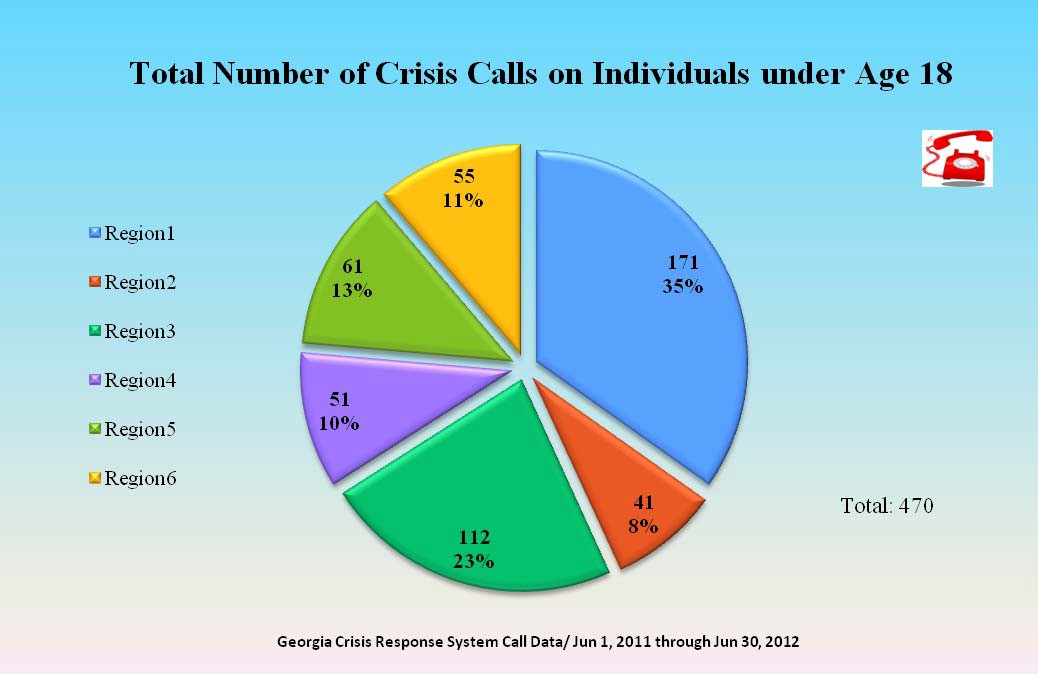 Total Number of Crisis Calls on Individuals under Age 18
Region1
Region2
Region3
Region4
Region5
Region6
55
11%
171
35%
61
13%
51
10%
41
8%
112
23%
Total: 470
Georgia Crisis Response System Call Data/ Jun 1, 2011 through Jun 30, 2012